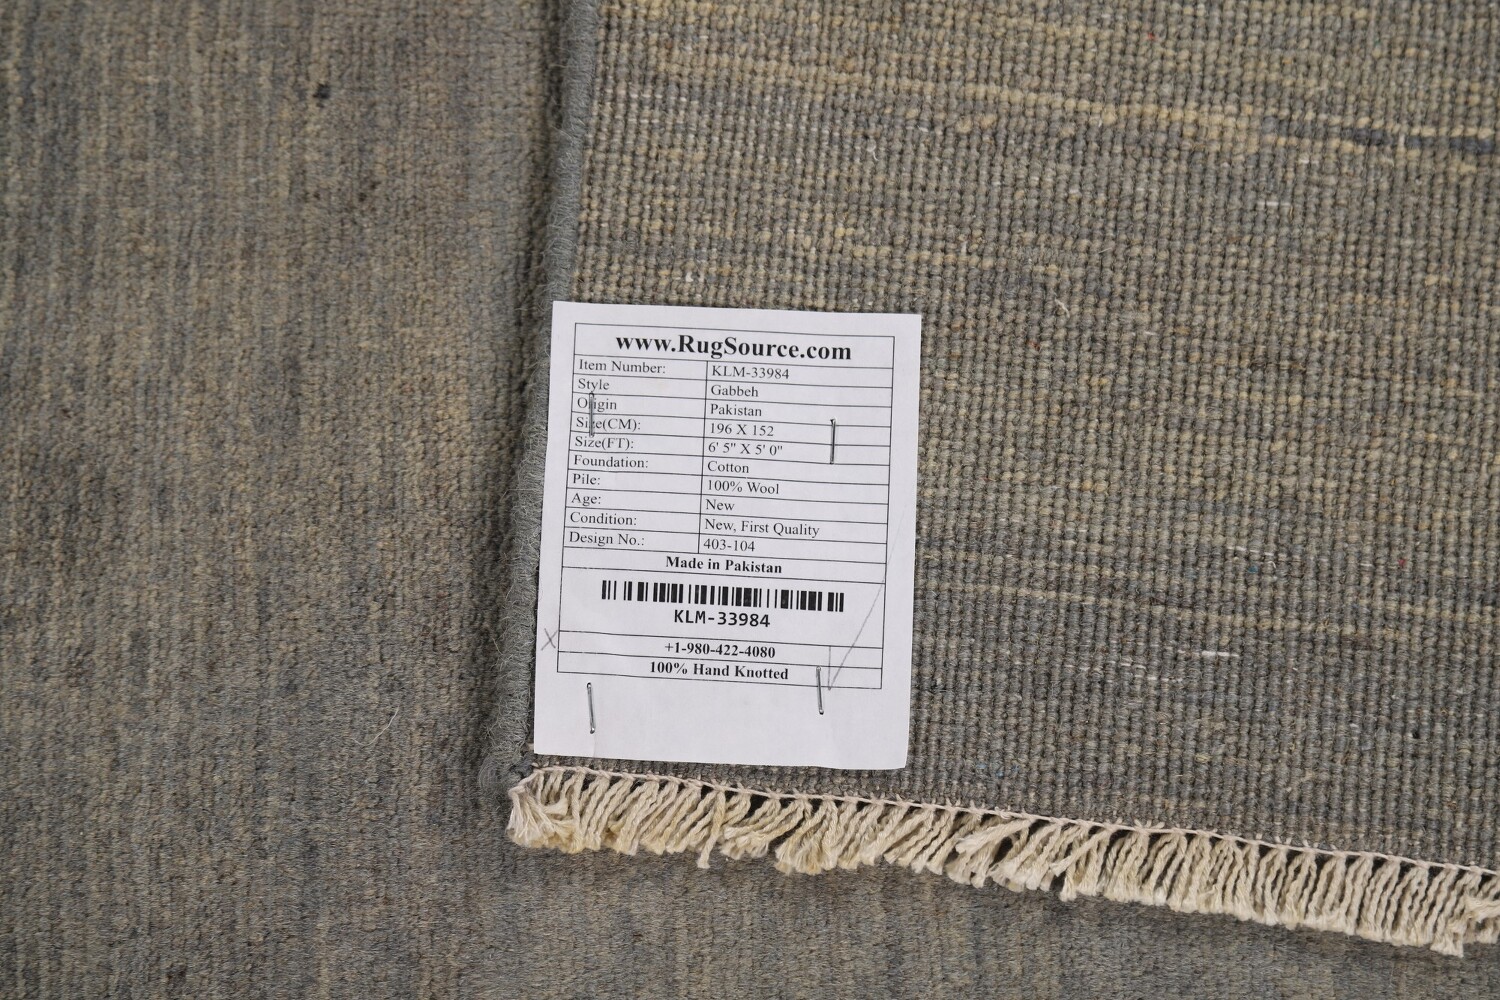 www.RugSource.com
Item Number: KLM-33984
Style Gabbeh
Origin Pakistan
Size(CM): 196 X 152
Size(FT): 6' 5" X 5' 0"
Foundation: Cotton
Pile: 100% Wool
Age: New
Condition: New, First Quality
Design No.: 403-104
Made in Pakistan
KLM-33984
+1-980-422-4080
100% Hand Knotted